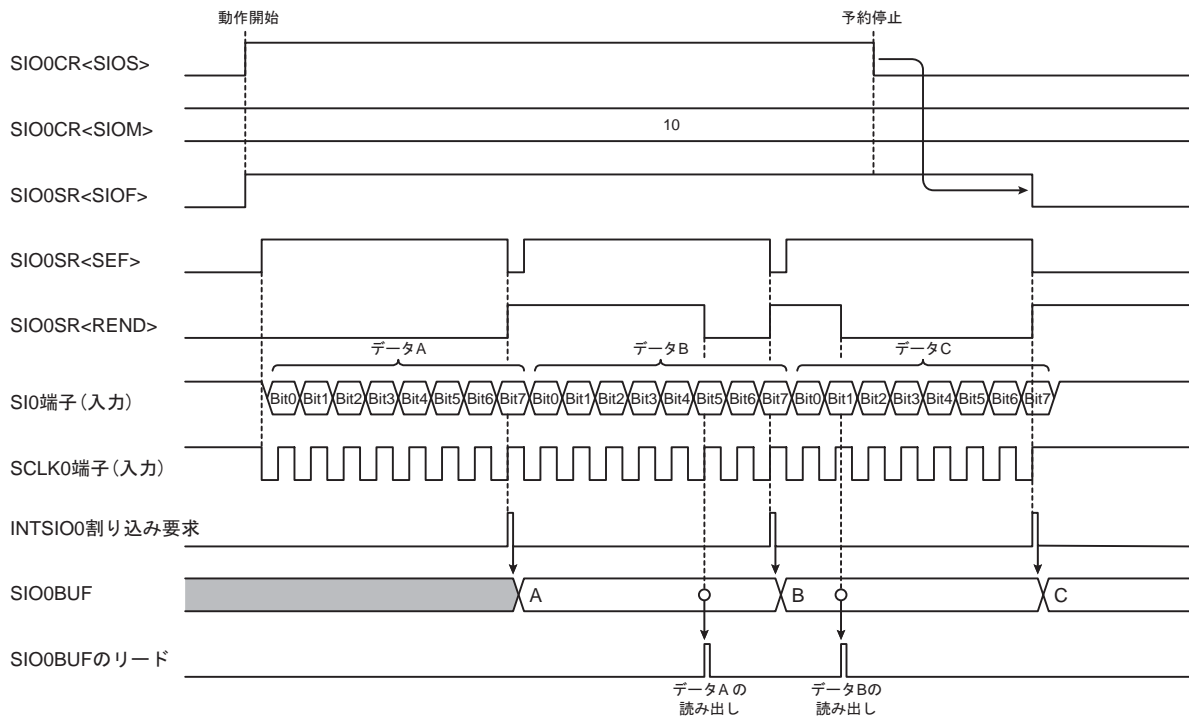 動作開始
予約停止
SIO0CR<SIOS>
SIO0CR<SIOM>
10
SIO0SR<SIOF>
SIO0SR<SEF>
SIO0SR<REND>
データA
データB
データC
SI0端子(入力)
Bit0 Bit1 Bit2 Bit3 Bit4 Bit5 Bit6 Bit7 Bit0 Bit1 Bit2 Bit3 Bit4 Bit5 Bit6 Bit7 Bit0 Bit1 Bit2 Bit3 Bit4 Bit5 Bit6 Bit7
SCLK0端子(入力)
INTSIO0割り込み要求
SIO0BUF
A
B
C
SIO0BUFのリード
データA の
読み出し
データBの
読み出し